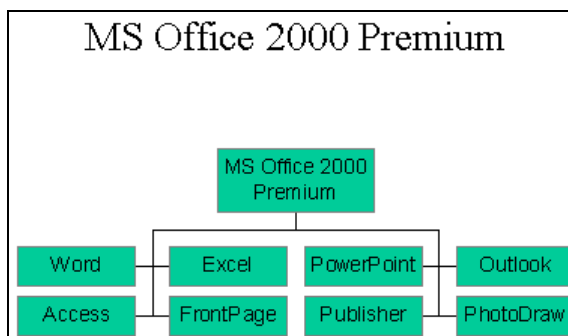 MS Office 2000 Premium
MS Office 2000
Premium
Word
Excel
PowerPoint
Outlook
Access
FrontPage
Publisher
PhotoDraw